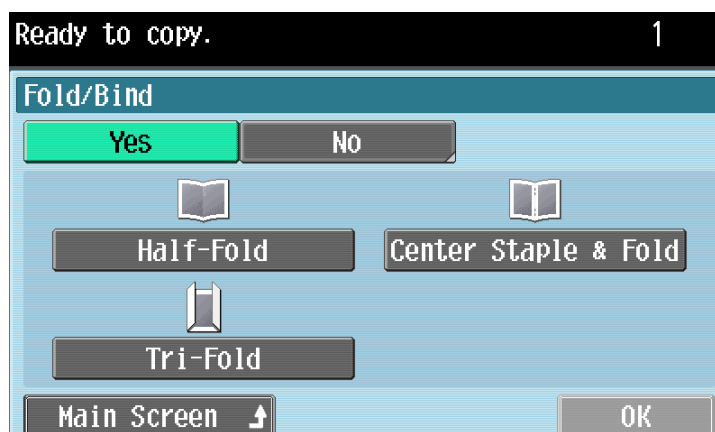 Ready to copy. 1
Fold/Bind
Yes No
Half-Fold Center Staple & Fold
Tri-Fold
Main Screen OK